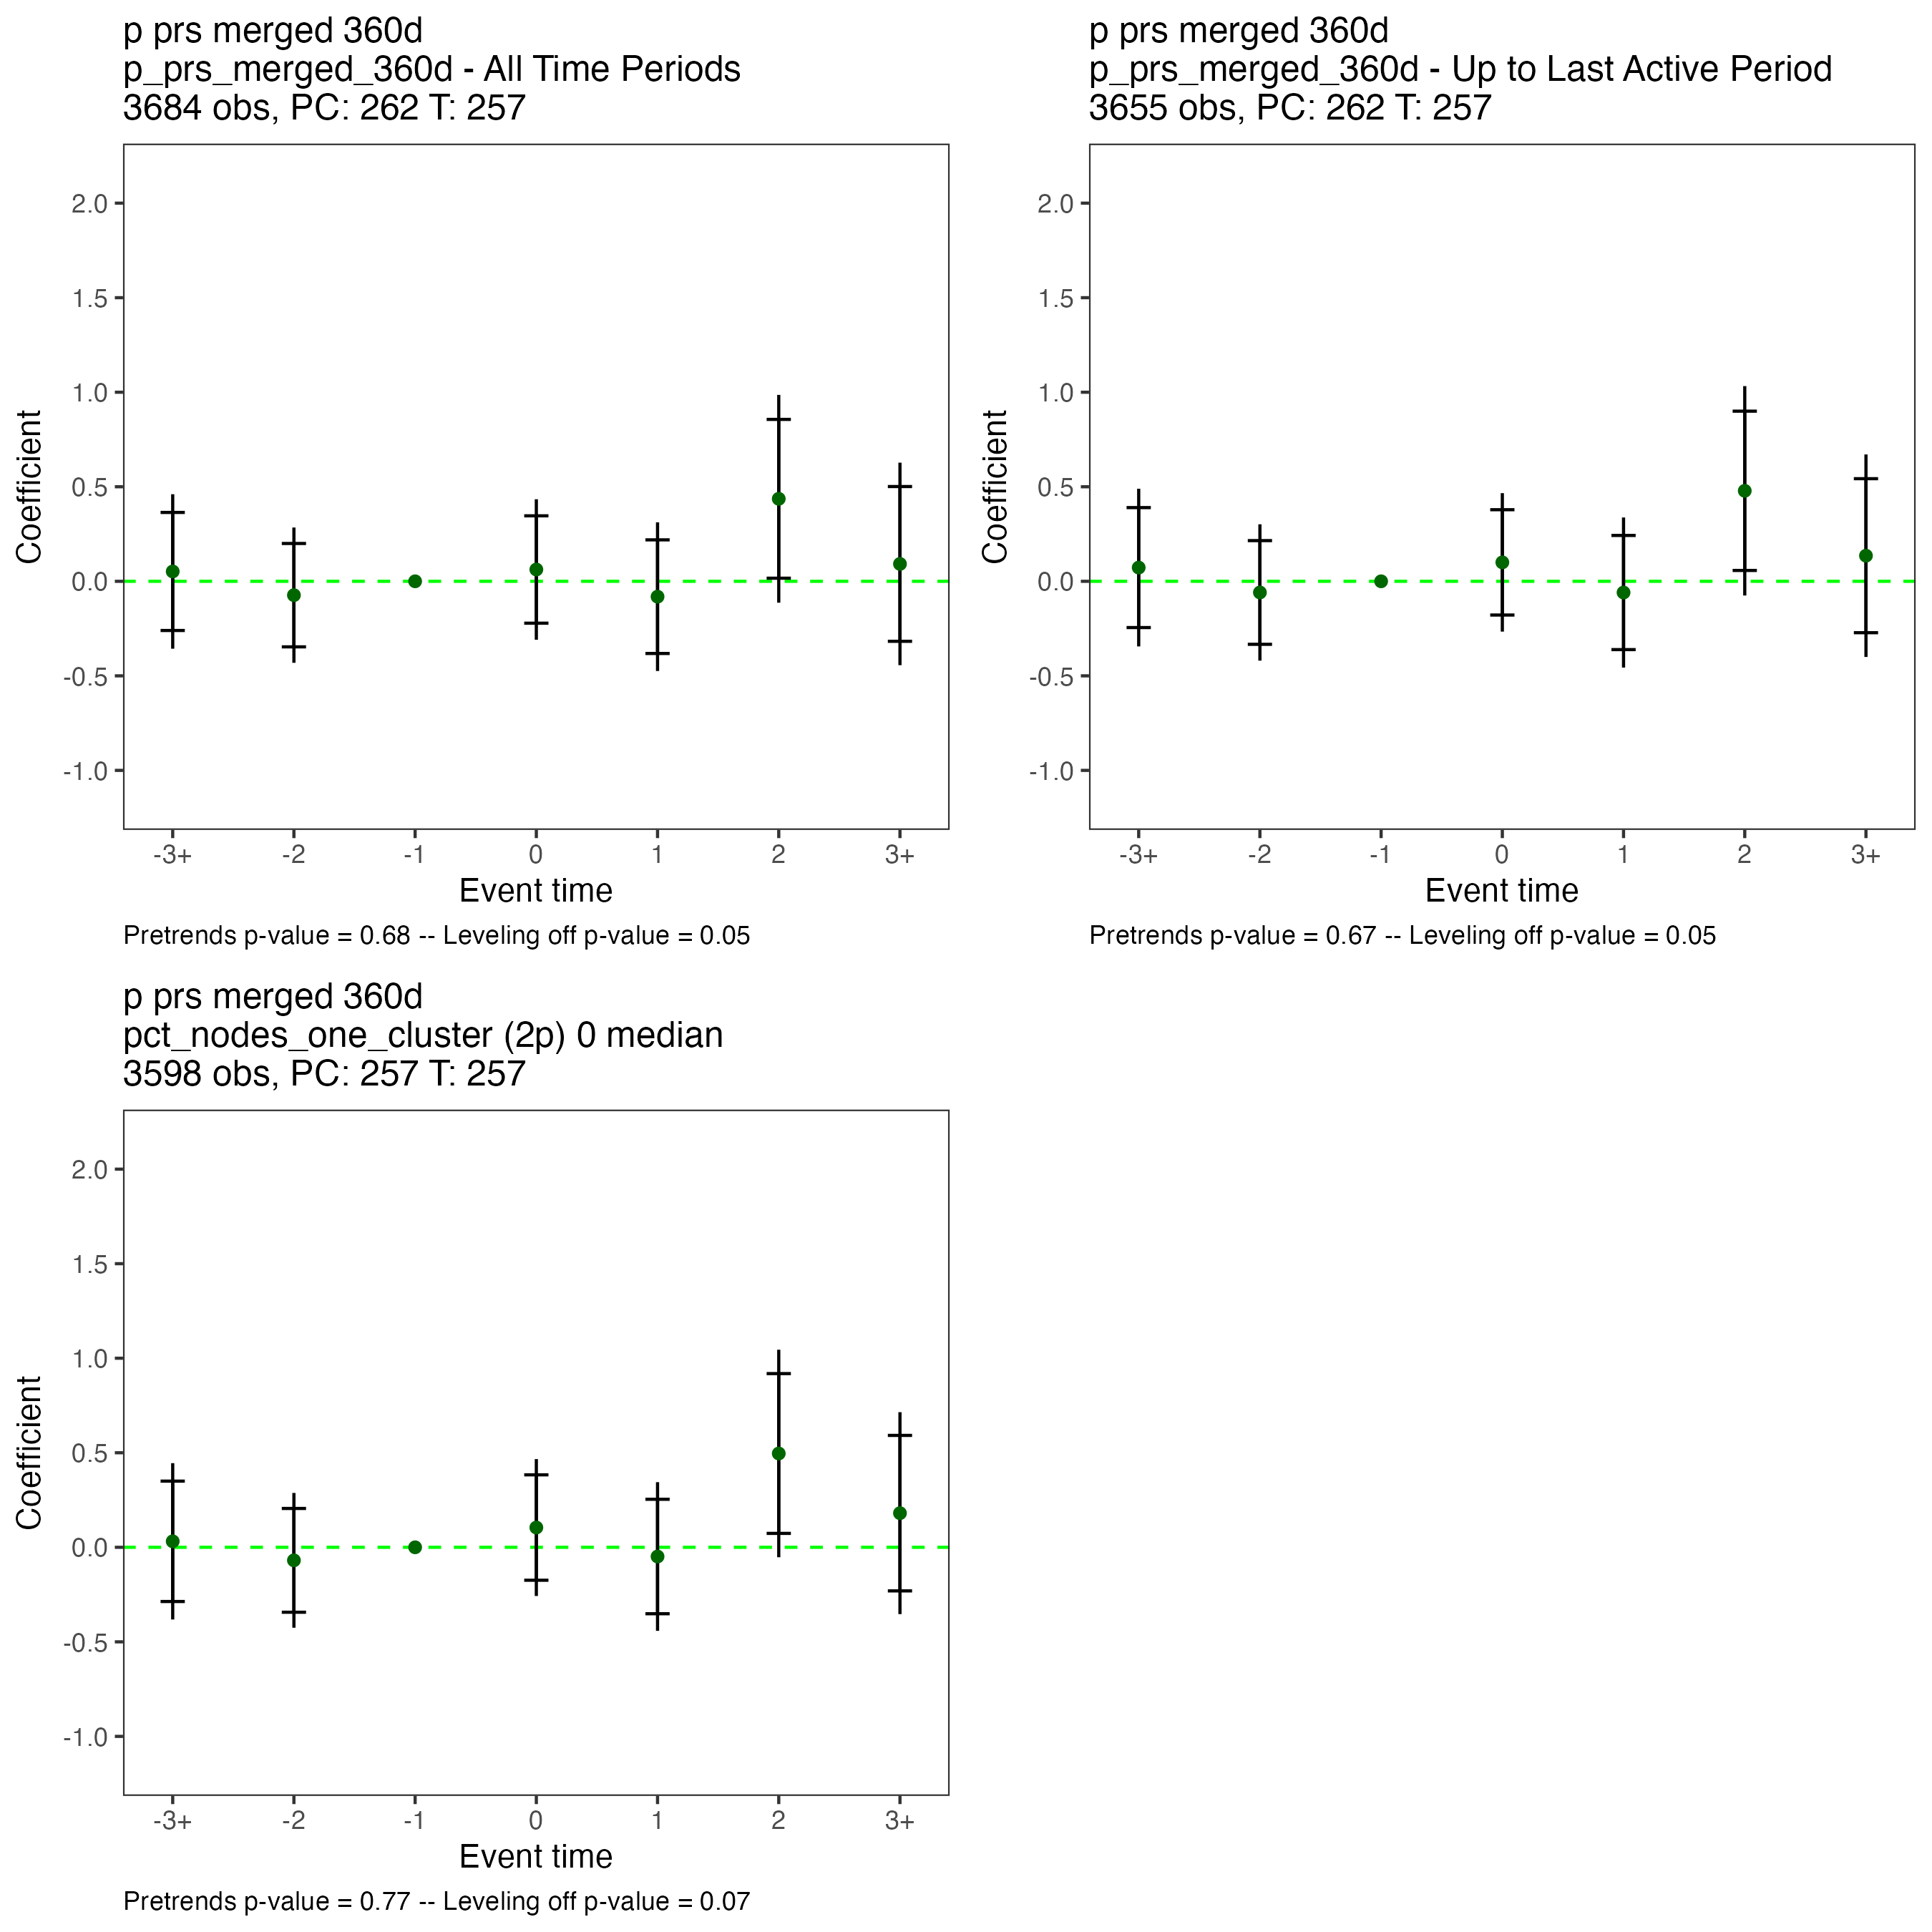 p prs merged 360d
p_prs_merged_360d - All Time Periods
3684 obs, PC: 262 T: 257
Coefficient
2.0
1.5
1.0
0.5
0.0
-0.5
-1.0
-3+ -2 -1 0 1 2 3+
Event time
Pretrends p-value = 0.68 -- Leveling off p-value = 0.05
p prs merged 360d
p_prs_merged_360d - Up to Last Active Period
3655 obs, PC: 262 T: 257
Coefficient
2.0
1.5
1.0
0.5
0.0
-0.5
-1.0
-3+ -2 -1 0 1 2 3+
Event time
Pretrends p-value = 0.67 -- Leveling off p-value = 0.05
p prs merged 360d
pct_nodes_one_cluster (2p) 0 median
3598 obs, PC: 257 T: 257
Coefficient
2.0
1.5
1.0
0.5
0.0
-0.5
-1.0
-3+ -2 -1 0 1 2 3+
Event time
Pretrends p-value = 0.77 -- Leveling off p-value = 0.07